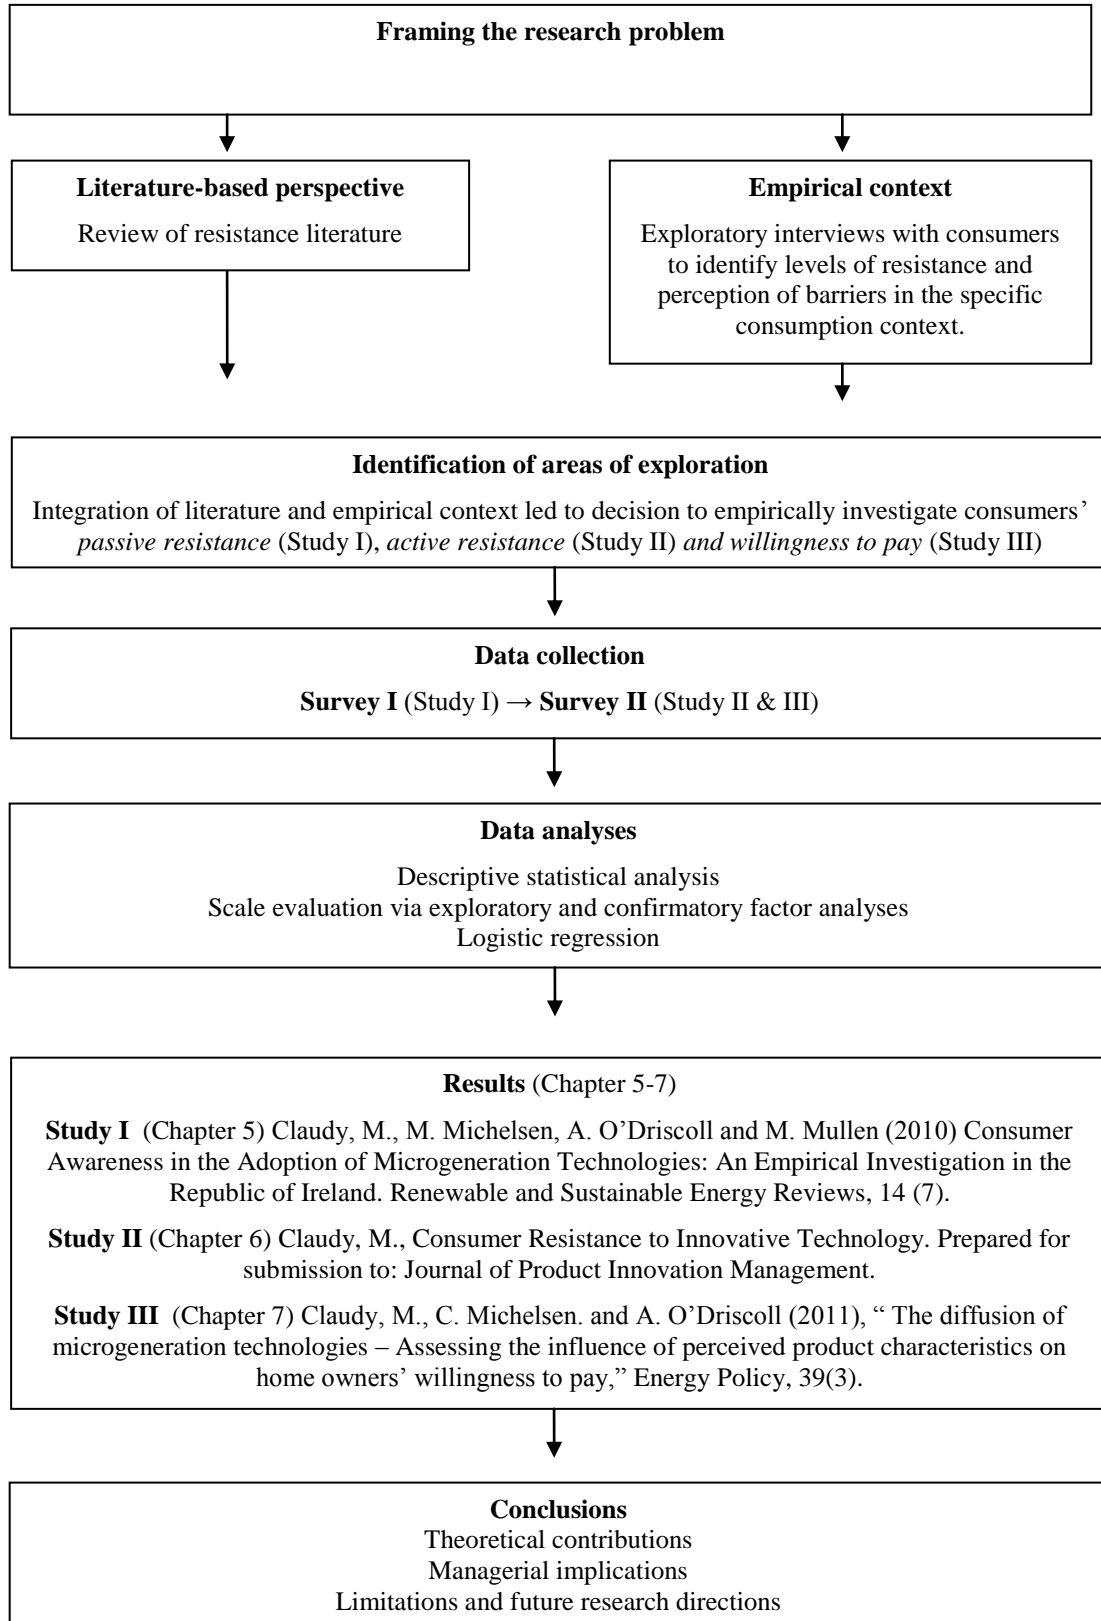 Framing the research problem
Literature-based perspective
Review of resistance literature
Empirical context
Exploratory interviews with consumers
to identify levels of resistance and
perception of barriers in the specific
consumption context.
Identification of areas of exploration
Integration of literature and empirical context led to decision to empirically investigate consumers’
passive resistance (Study I), active resistance (Study II) and willingness to pay (Study III)
Data collection
Survey I (Study I) → Survey II (Study II & III)
Data analyses
Descriptive statistical analysis
Scale evaluation via exploratory and confirmatory factor analyses
Logistic regression
Results (Chapter 5-7)
Study I (Chapter 5) Claudy, M., M. Michelsen, A. O’Driscoll and M. Mullen (2010) Consumer
Awareness in the Adoption of Microgeneration Technologies: An Empirical Investigation in the
Republic of Ireland. Renewable and Sustainable Energy Reviews, 14 (7).
Study II (Chapter 6) Claudy, M., Consumer Resistance to Innovative Technology. Prepared for
submission to: Journal of Product Innovation Management.
Study III (Chapter 7) Claudy, M., C. Michelsen. and A. O’Driscoll (2011), “ The diffusion of
microgeneration technologies – Assessing the influence of perceived product characteristics on
home owners’ willingness to pay,” Energy Policy, 39(3).
Conclusions
Theoretical contributions
Managerial implications
Limitations and future research directions